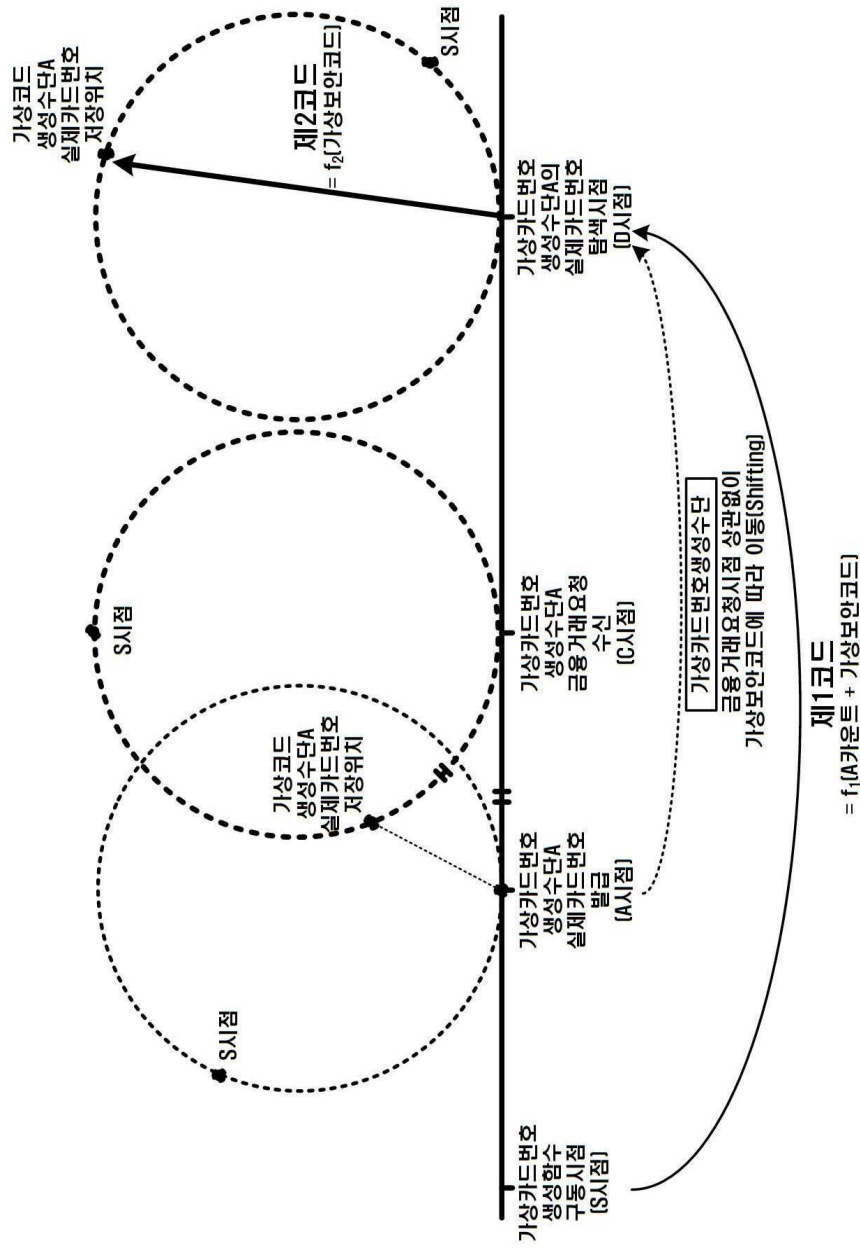 가상코드
생성수단A
실제카드번호
저장위치
제2코드
= f₂(가상보안코드)
S시점
S시점
가상코드
생성수단A
실제카드번호
저장위치
S시점
가상카드번호
생성함수
구동시점
(S시점)
가상카드번호
생성수단A
실제카드번호
발급
(A시점)
가상카드번호
생성수단A
금융거래요청
수신
(C시점)
가상카드번호
생성수단A의
실제카드번호
탐색시점
(D시점)
가상카드번호생성수단
금융거래요청시점 상관없이
가상보안코드에 따라 이동(Shifting)
제1코드
= f₁(A카운트 + 가상보안코드)